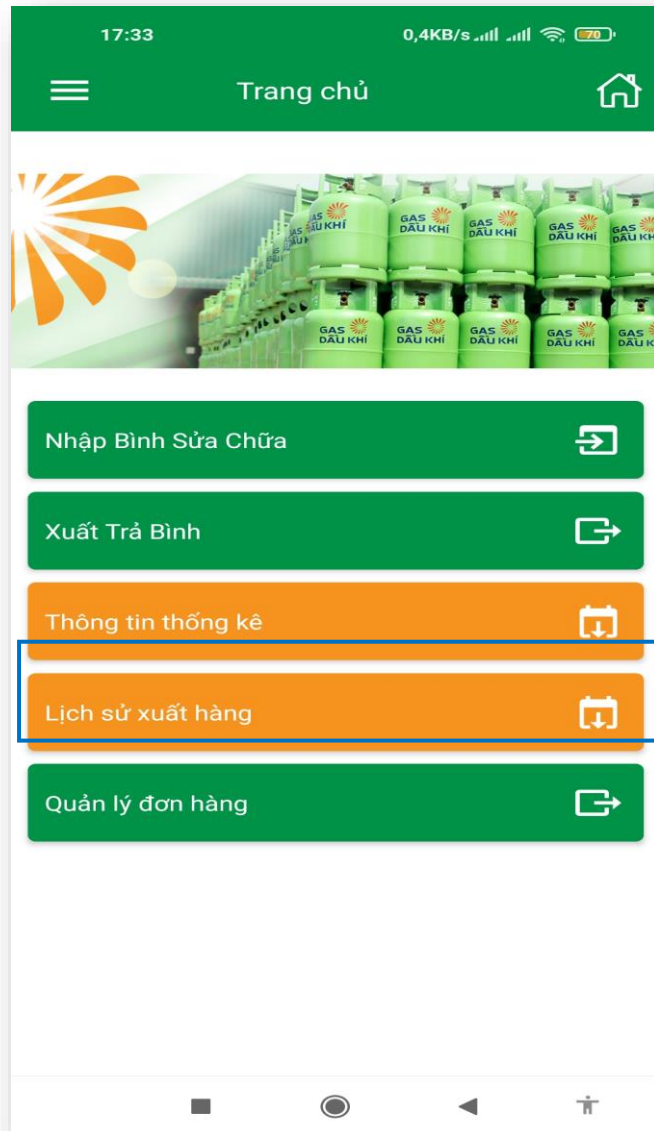 17:33 0,4KB/s 70
Trang chủ
GAS DẦU KHÍ
GAS DẦU KHÍ
GAS DẦU KHÍ
GAS DẦU KHÍ
GAS DẦU KHÍ
GAS DẦU KHÍ
GAS DẦU KHÍ
GAS DẦU KHÍ
Nhập Bình Sửa Chữa
Xuất Trả Bình
Thông tin thống kê
Lịch sử xuất hàng
Quản lý đơn hàng